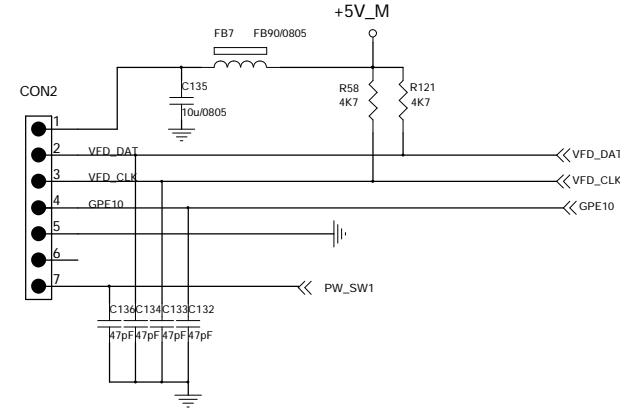 +5V_M
FB7 FB90/0805
C135
10u/0805
R58
4K7
R121
4K7
CON2
1
2 VFD_DAT
VFD_DAT
3 VFD_CLK
VFD_CLK
4 GPE10
GPE10
5
6
7
PW_SW1
C136 C134 C133 C132
47pF 47pF 47pF 47pF